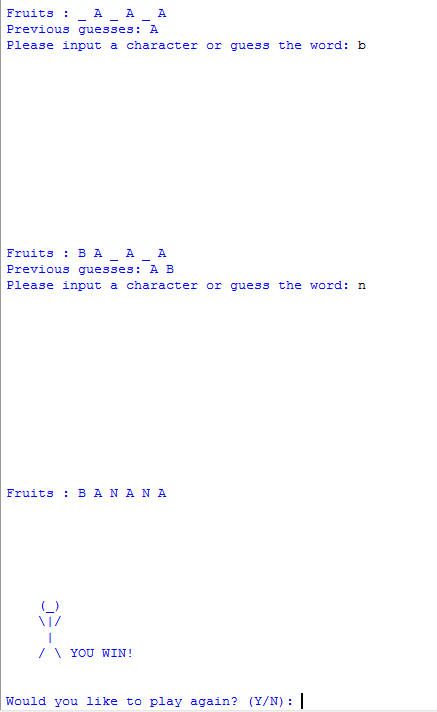 Fruits : _ A _ A _ A
Previous guesses: A
Please input a character or guess the word: b
Fruits : B A _ A _ A
Previous guesses: A B
Please input a character or guess the word: n
Fruits : B A N A N A
(_)
\|/
|
/ \ YOU WIN!
Would you like to play again? (Y/N):